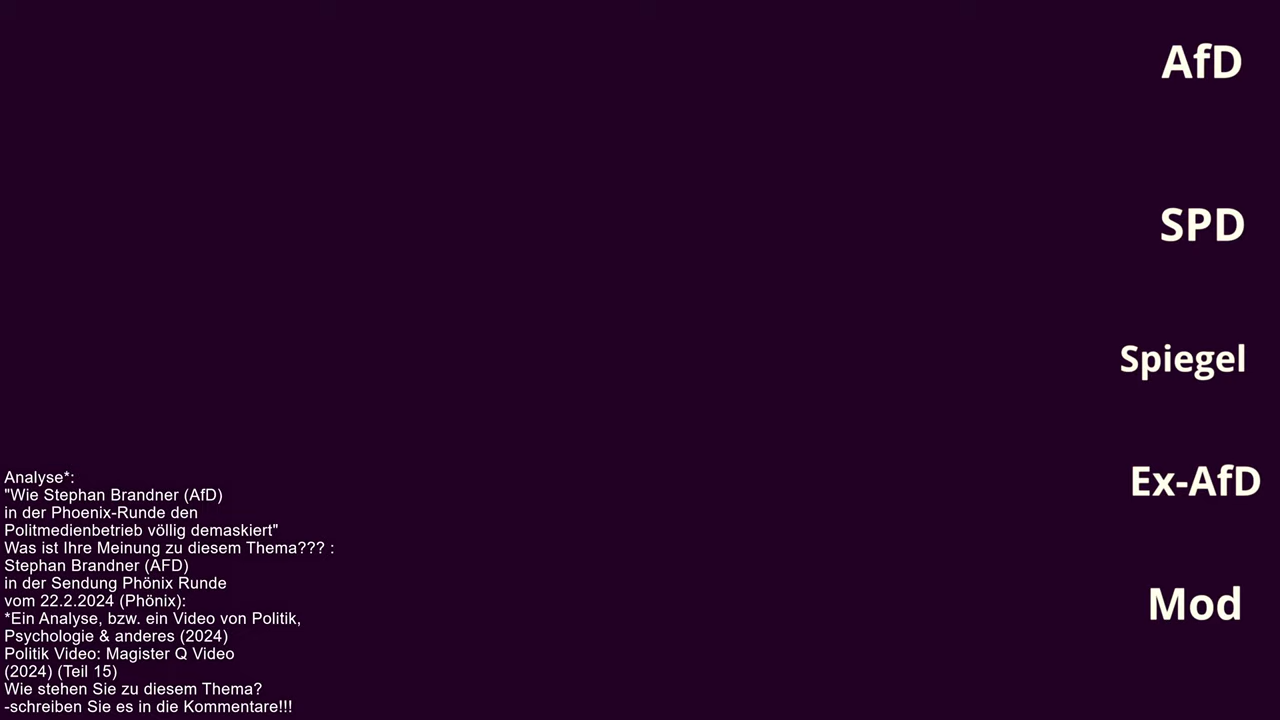 AfD
SPD
Spiegel
Ex-AfD
Mod
Analyse*:
"Wie Stephan Brandner (AfD)
in der Phoenix-Runde den
Politmedienbetrieb völlig demaskiert"
Was ist Ihre Meinung zu diesem Thema??? :
Stephan Brandner (AFD)
in der Sendung Phönix Runde
vom 22.2.2024 (Phönix):
*Ein Analyse, bzw. ein Video von Politik,
Psychologie & anderes (2024)
Politik Video: Magister Q Video
(2024) (Teil 15)
Wie stehen Sie zu diesem Thema?
-schreiben Sie es in die Kommentare!!!